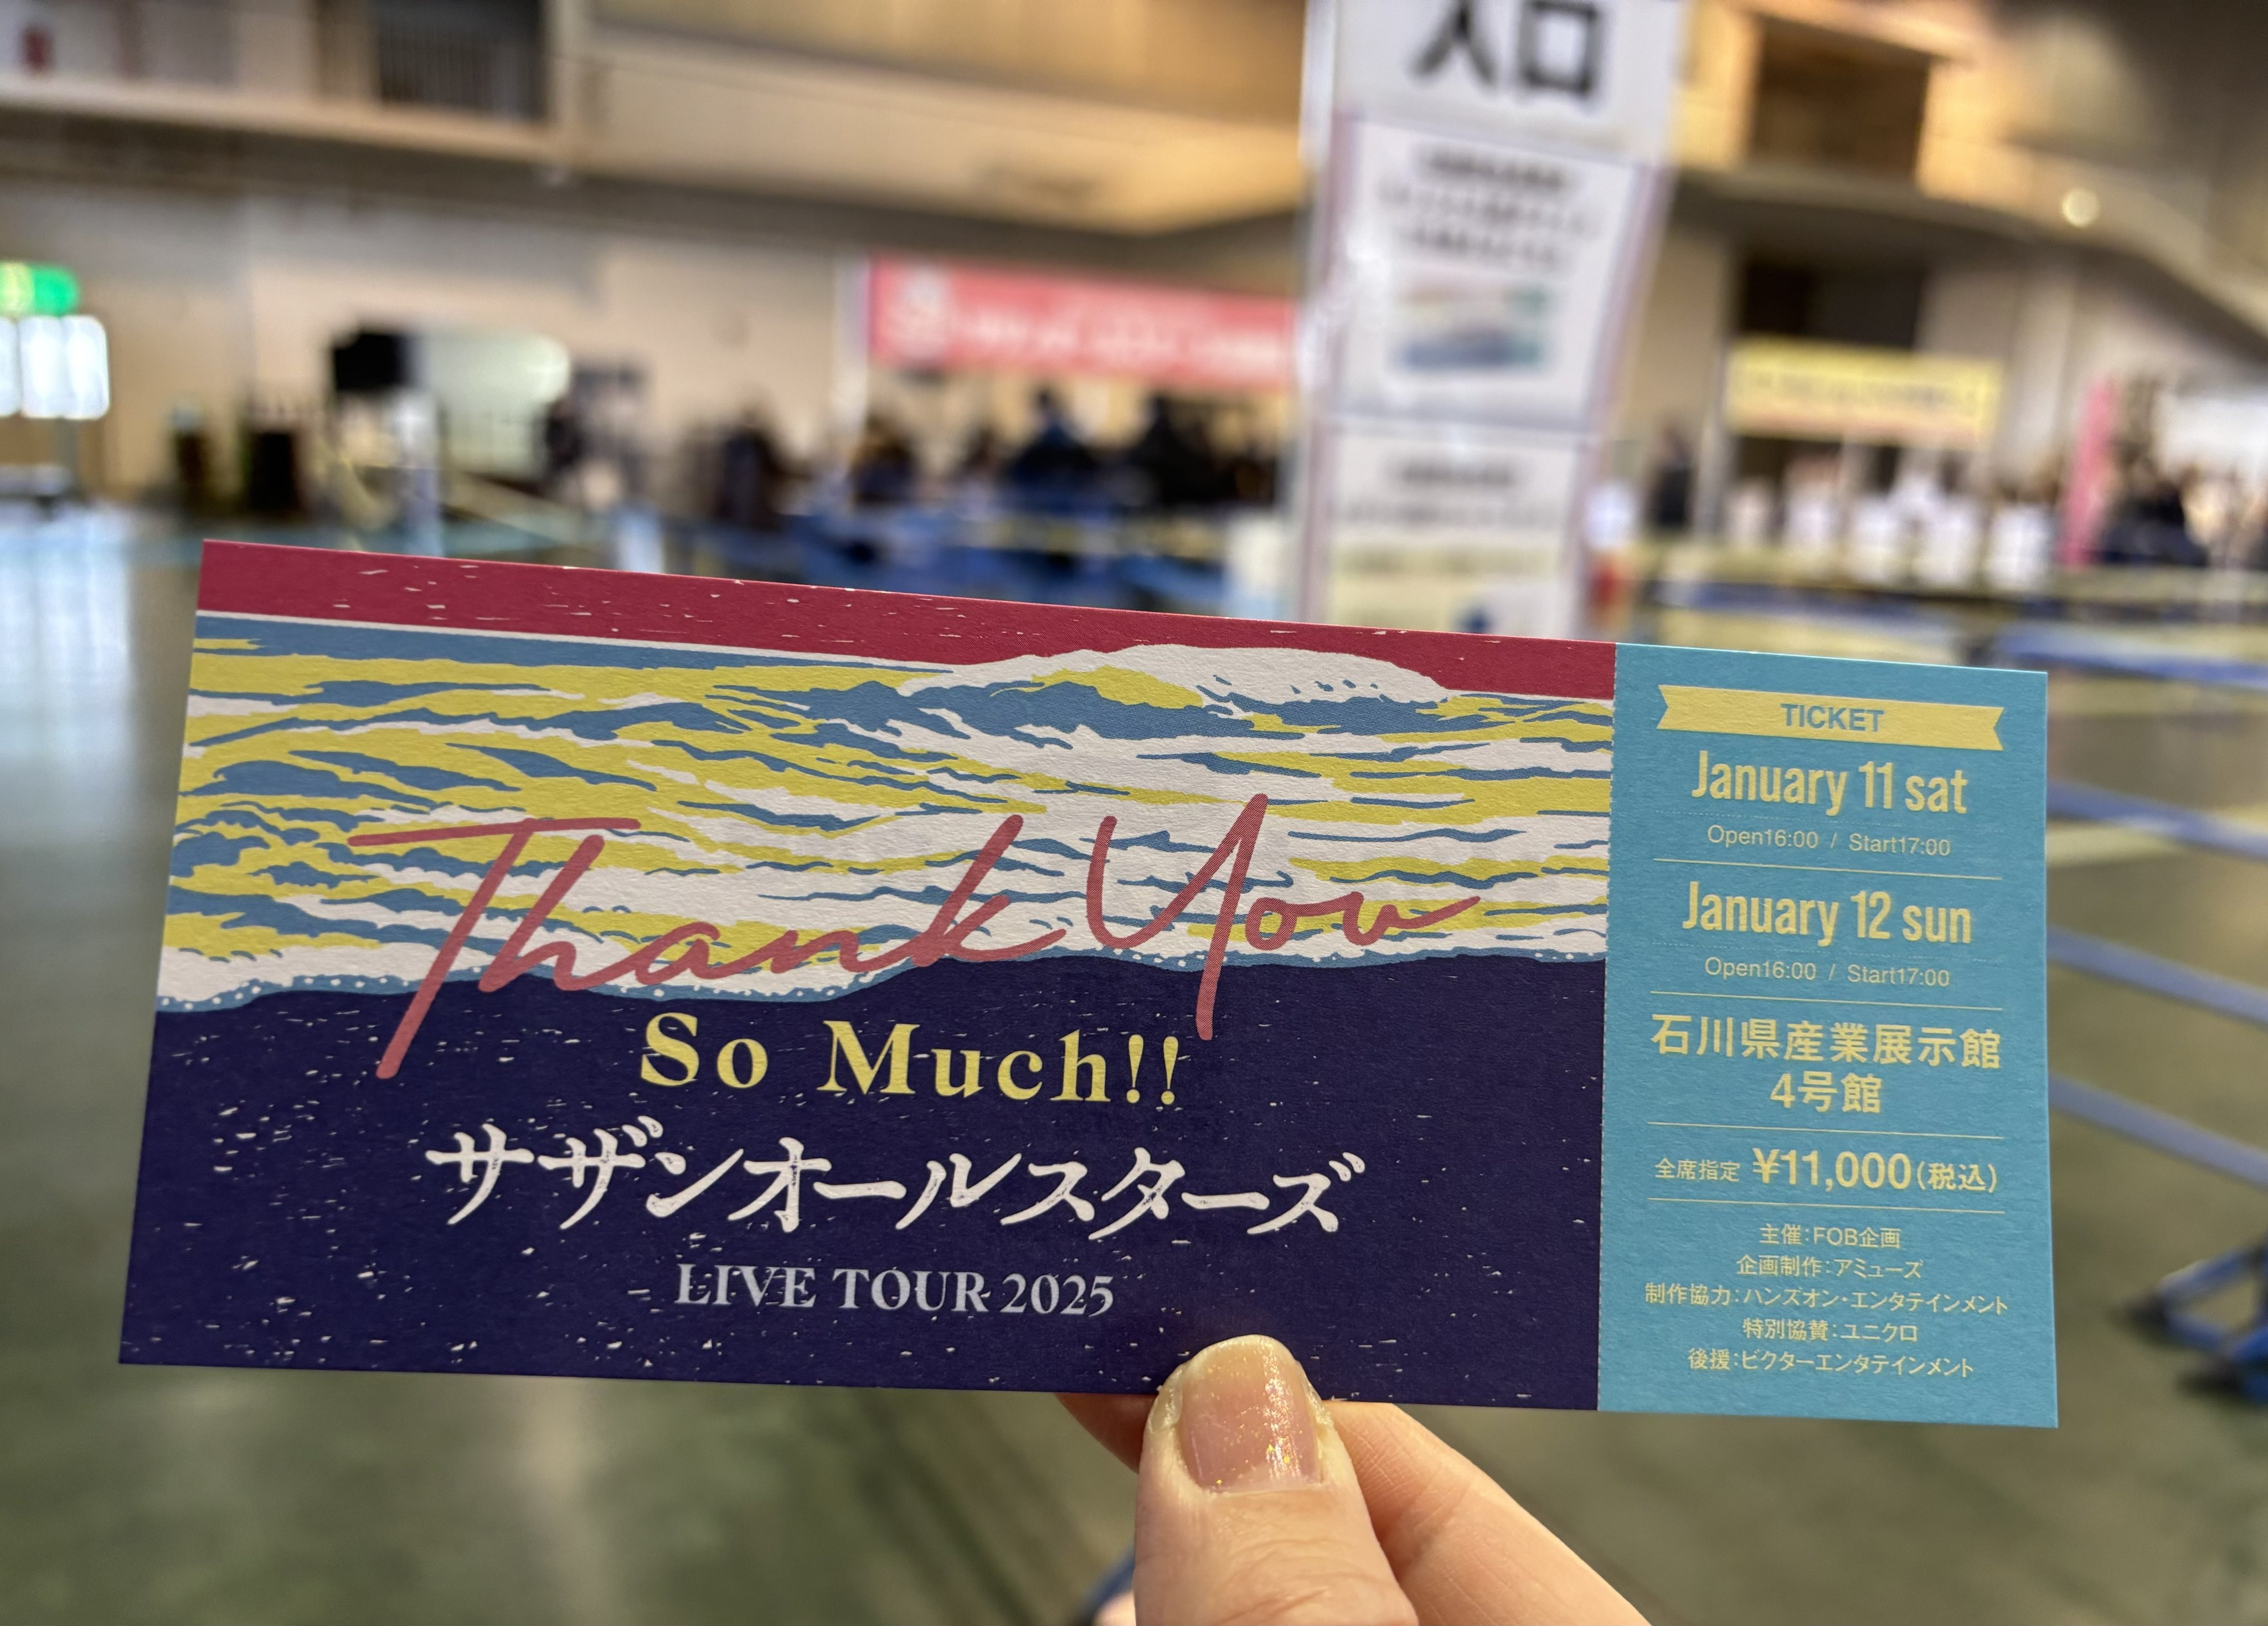 入口
Thank You
So Much!!
サザンオールスターズ
LIVE TOUR 2025
TICKET
January 11 sat
Open16:00 / Start17:00
January 12 sun
Open16:00 / Start17:00
石川県産業展示館
4号館
全席指定 ¥11,000(税込)
主催:FOB企画
企画制作:アミューズ
制作協力:ハンズオン・エンタテインメント
特別協賛:ユニクロ
後援:ビクターエンタテインメント